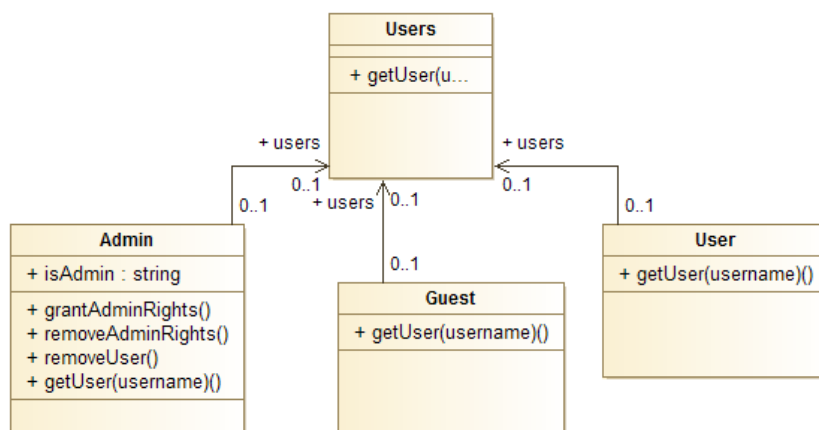 Users
+ getUser(u...
+ users
0..1
0..1
+ users
0..1
0..1
+ users
0..1
0..1
Admin
+ isAdmin : string
+ grantAdminRights()
+ removeAdminRights()
+ removeUser()
+ getUser(username)()
Guest
+ getUser(username)()
User
+ getUser(username)()